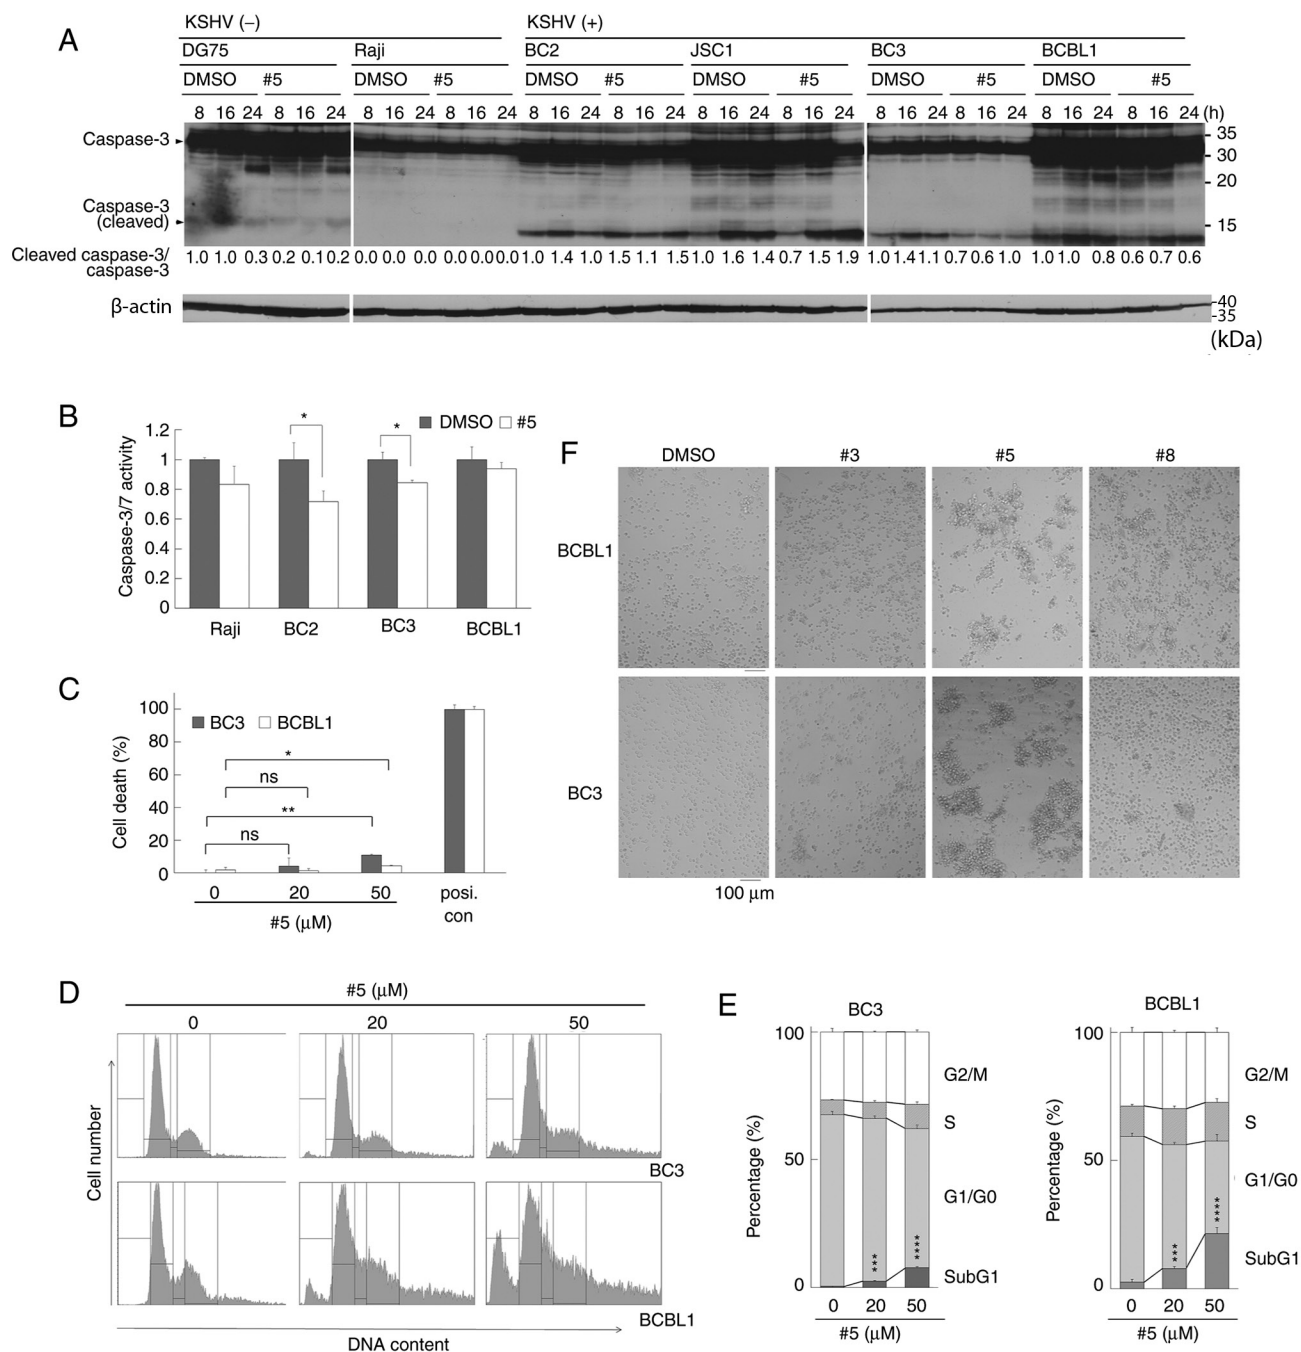 A
KSHV (–) KSHV (+)
DG75 Raji BC2 JSC1 BC3 BCBL1
DMSO #5 DMSO #5 DMSO #5 DMSO #5 DMSO #5 DMSO #5
8 16 24 8 16 24 8 16 24 8 16 24 8 16 24 8 16 24 8 16 24 8 16 24 8 16 24 8 16 24 8 16 24 8 16 24 (h)
Caspase-3
35
30
20
Caspase-3
(cleaved)
15
Cleaved caspase-3/
caspase-3
1.0 1.0 0.3 0.2 0.1 0.2 0.0 0.0 0.0 0.0 0.0 0.0 1.0 1.4 1.0 1.5 1.1 1.5 1.0 1.6 1.4 0.7 1.5 1.9 1.0 1.4 1.1 0.7 0.6 1.0 1.0 1.0 0.8 0.6 0.7 0.6
β-actin
40
35
(kDa)
B
DMSO #5
*
*
Caspase-3/7 activity
1.2
1
0.8
0.6
0.4
0.2
0
Raji BC2 BC3 BCBL1
C
BC3 BCBL1
Cell death (%)
100
80
60
40
20
0
*
ns
**
ns
0 20 50 posi.
con
#5 (μM)
F
DMSO #3 #5 #8
BCBL1
BC3
100 μm
D
#5 (μM)
0 20 50
Cell number
BC3
BCBL1
DNA content
E
BC3
Percentage (%)
100
50
0
G2/M
S
G1/G0
SubG1
***
****
0 20 50
#5 (μM)
BCBL1
Percentage (%)
100
50
0
G2/M
S
G1/G0
SubG1
***
****
0 20 50
#5 (μM)